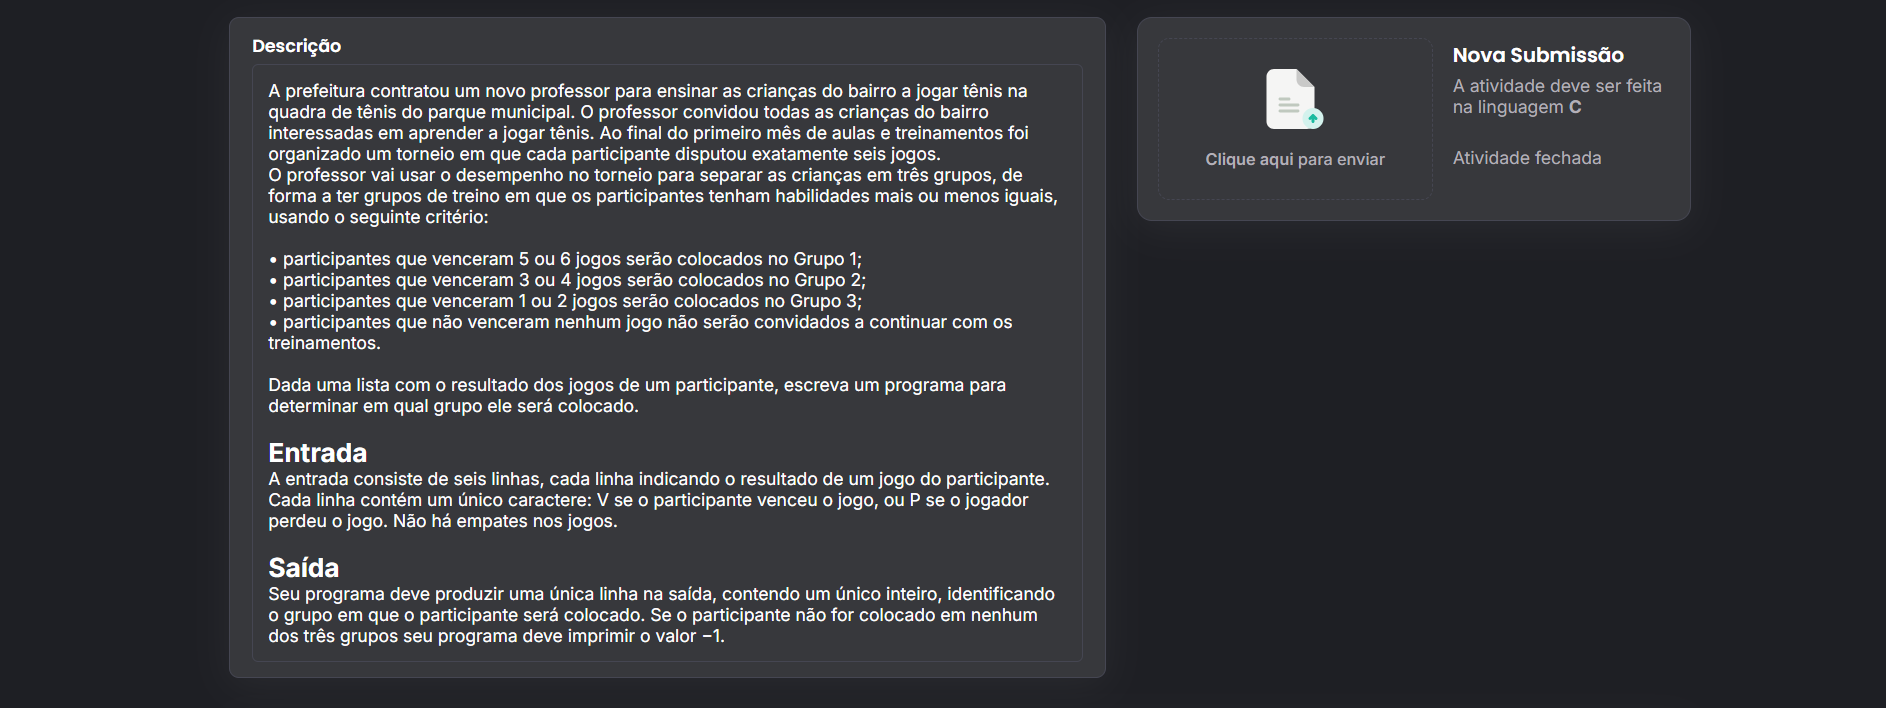 Descrição
A prefeitura contratou um novo professor para ensinar as crianças do bairro a jogar tênis na
quadra de tênis do parque municipal. O professor convidou todas as crianças do bairro
interessadas em aprender a jogar tênis. Ao final do primeiro mês de aulas e treinamentos foi
organizado um torneio em que cada participante disputou exatamente seis jogos.
O professor vai usar o desempenho no torneio para separar as crianças em três grupos, de
forma a ter grupos de treino em que os participantes tenham habilidades mais ou menos iguais,
usando o seguinte critério:
• participantes que venceram 5 ou 6 jogos serão colocados no Grupo 1;
• participantes que venceram 3 ou 4 jogos serão colocados no Grupo 2;
• participantes que venceram 1 ou 2 jogos serão colocados no Grupo 3;
• participantes que não venceram nenhum jogo não serão convidados a continuar com os
treinamentos.
Dada uma lista com o resultado dos jogos de um participante, escreva um programa para
determinar em qual grupo ele será colocado.
Entrada
A entrada consiste de seis linhas, cada linha indicando o resultado de um jogo do participante.
Cada linha contém um único caractere: V se o participante venceu o jogo, ou P se o jogador
perdeu o jogo. Não há empates nos jogos.
Saída
Seu programa deve produzir uma única linha na saída, contendo um único inteiro, identificando
o grupo em que o participante será colocado. Se o participante não for colocado em nenhum
dos três grupos seu programa deve imprimir o valor −1.
Clique aqui para enviar
Nova Submissão
A atividade deve ser feita
na linguagem C
Atividade fechada